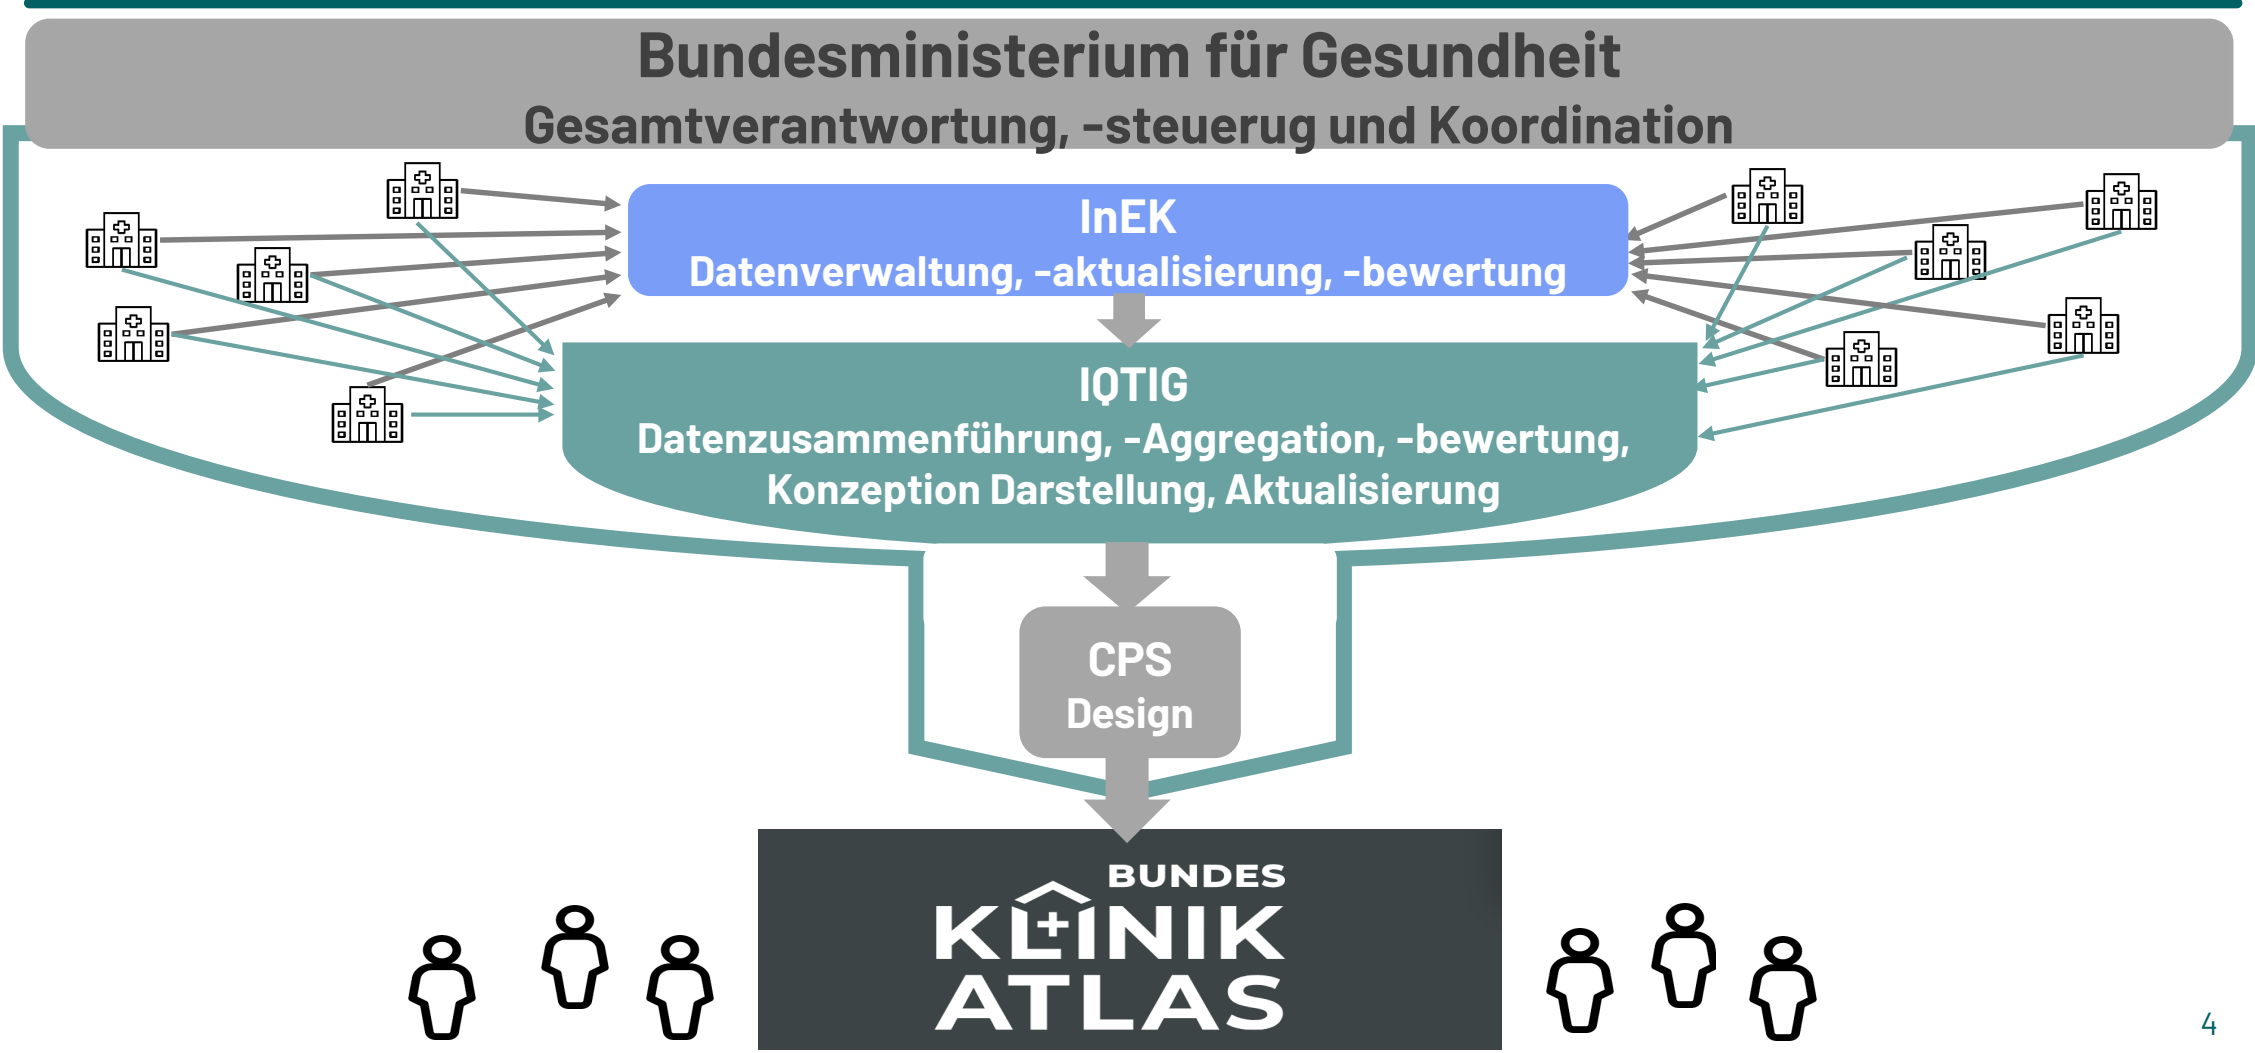 Bundesministerium für Gesundheit
Gesamtverantwortung, -steuerug und Koordination
InEK
Datenverwaltung, -aktualisierung, -bewertung
IQTIG
Datenzusammenführung, -Aggregation, -bewertung,
Konzeption Darstellung, Aktualisierung
CPS
Design
BUNDES
KLINIK
ATLAS
4